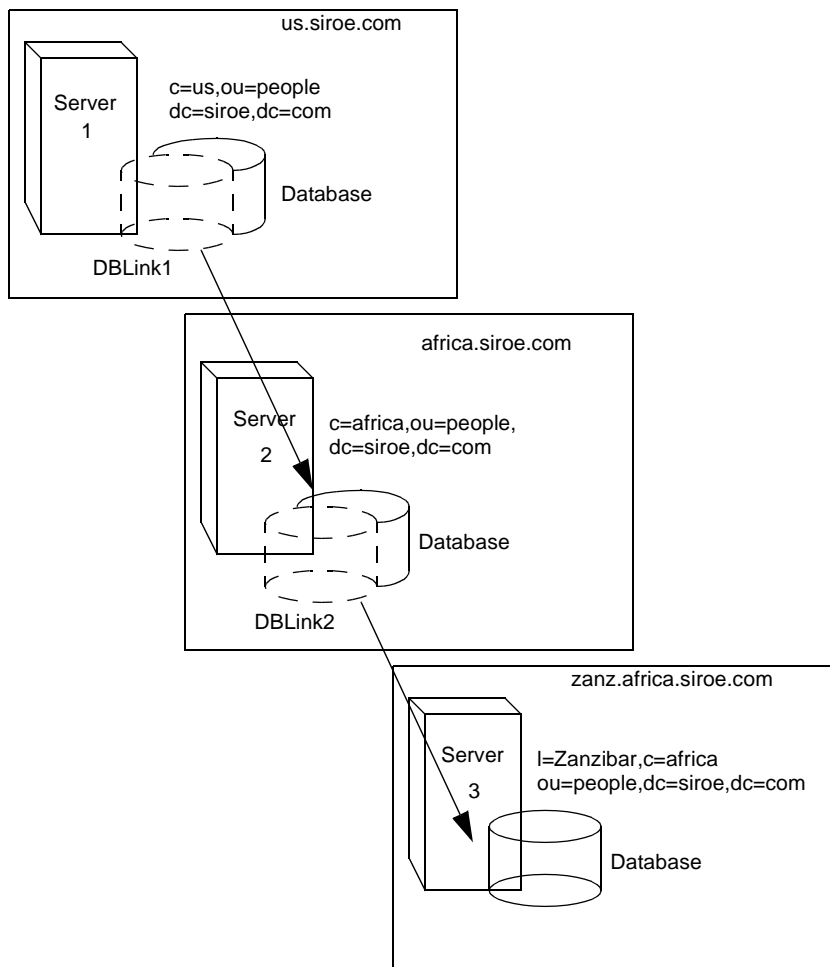 us.siroe.com
Server
1
c=us,ou=people
dc=siroe,dc=com
Database
DBLink1
africa.siroe.com
Server
2
c=africa,ou=people,
dc=siroe,dc=com
Database
DBLink2
zanz.africa.siroe.com
Server
3
l=Zanzibar,c=africa
ou=people,dc=siroe,dc=com
Database